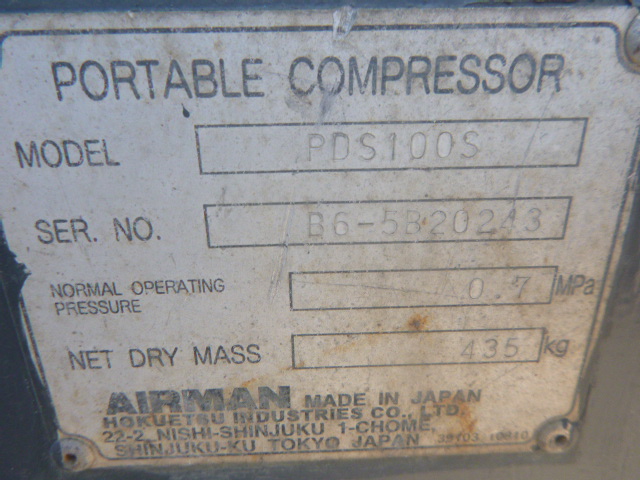 PORTABLE COMPRESSOR
MODEL PDS100S
SER. NO. B6-5B20243
NORMAL OPERATING PRESSURE 0.7 MPa
NET DRY MASS 435 kg
AIRMAN MADE IN JAPAN
HOKUETSU INDUSTRIES CO., LTD.
22-2, NISHI-SHINJUKU 1-CHOME,
SHINJUKU-KU TOKYO JAPAN